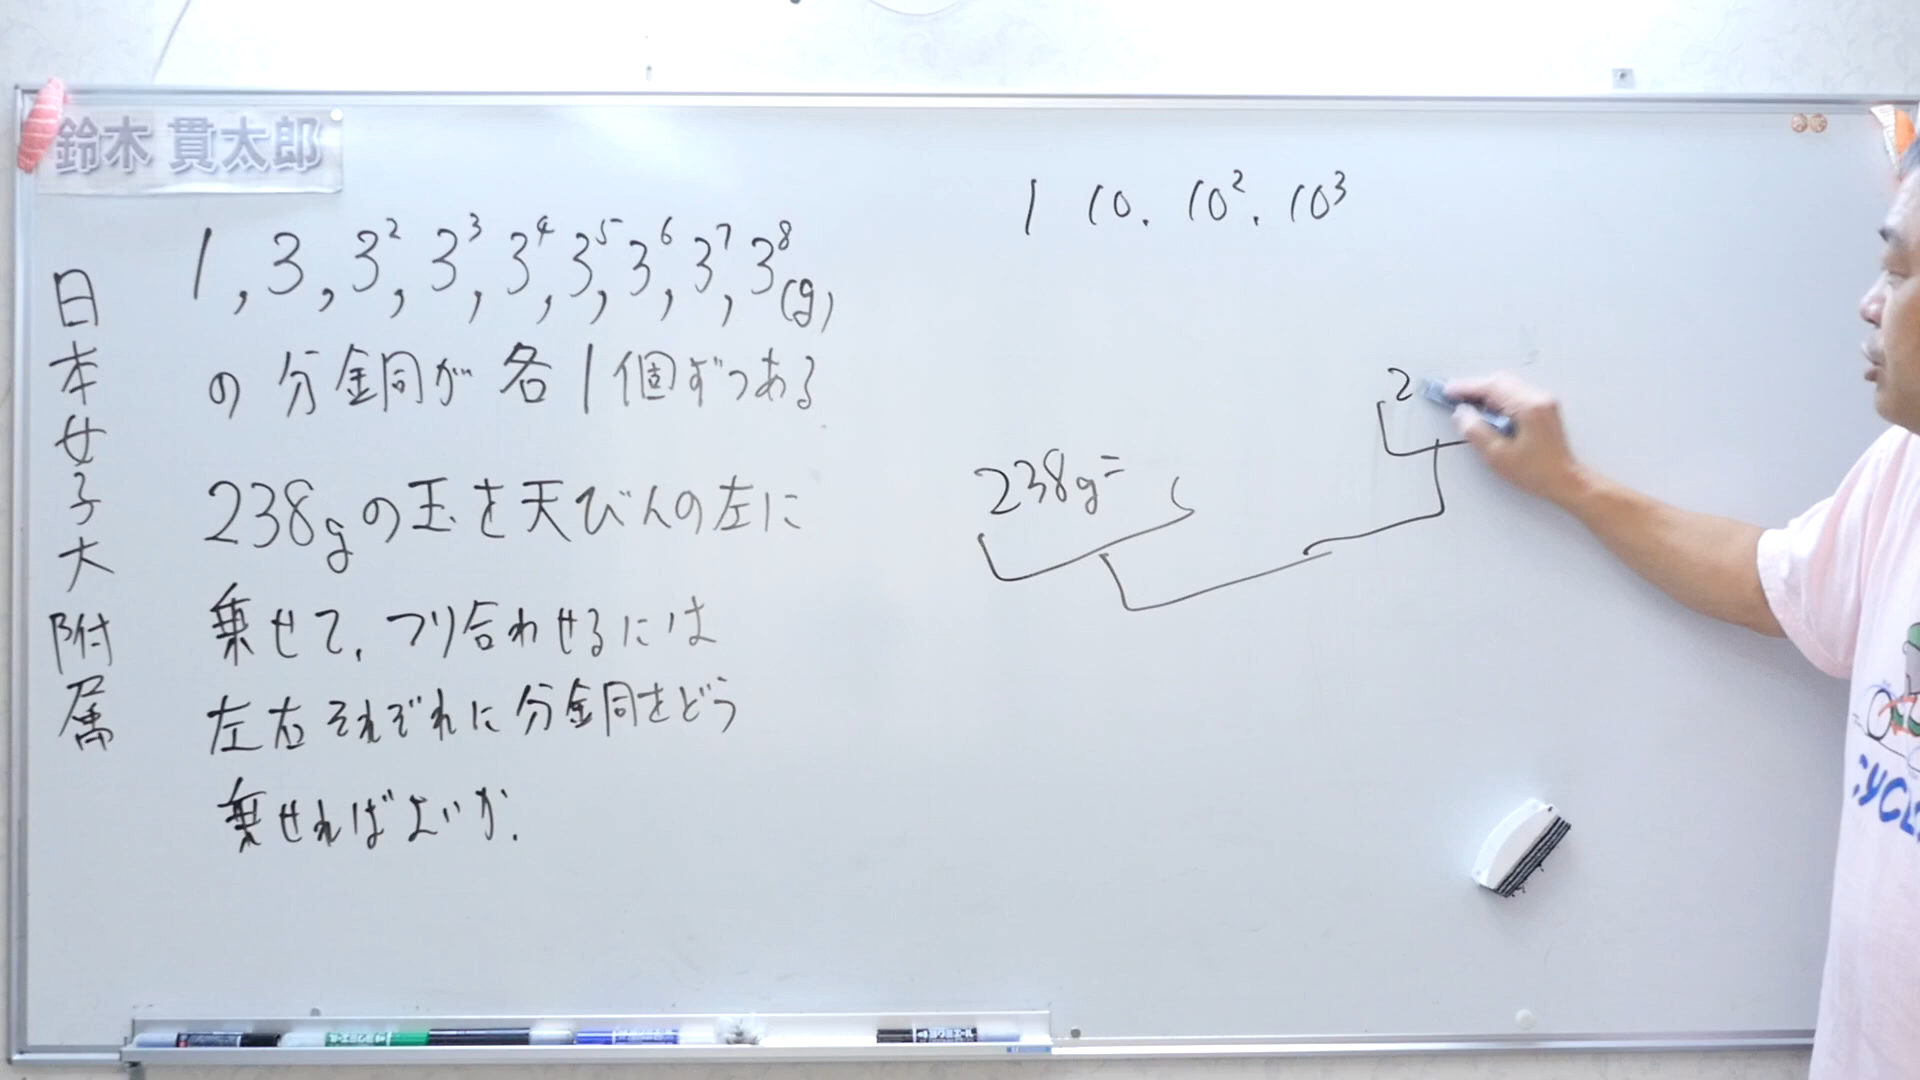 鈴木 貫太郎
日本女子大附属
1, 3, 3², 3³, 3⁴, 3⁵, 3⁶, 3⁷, 3⁸(g)
の分銅が各1個ずつある
238gの玉を天びんの左に
乗せて、つり合わせるには
左右それぞれに分銅をどう
乗せればよいか.
1 10. 10². 10³
238g=
2